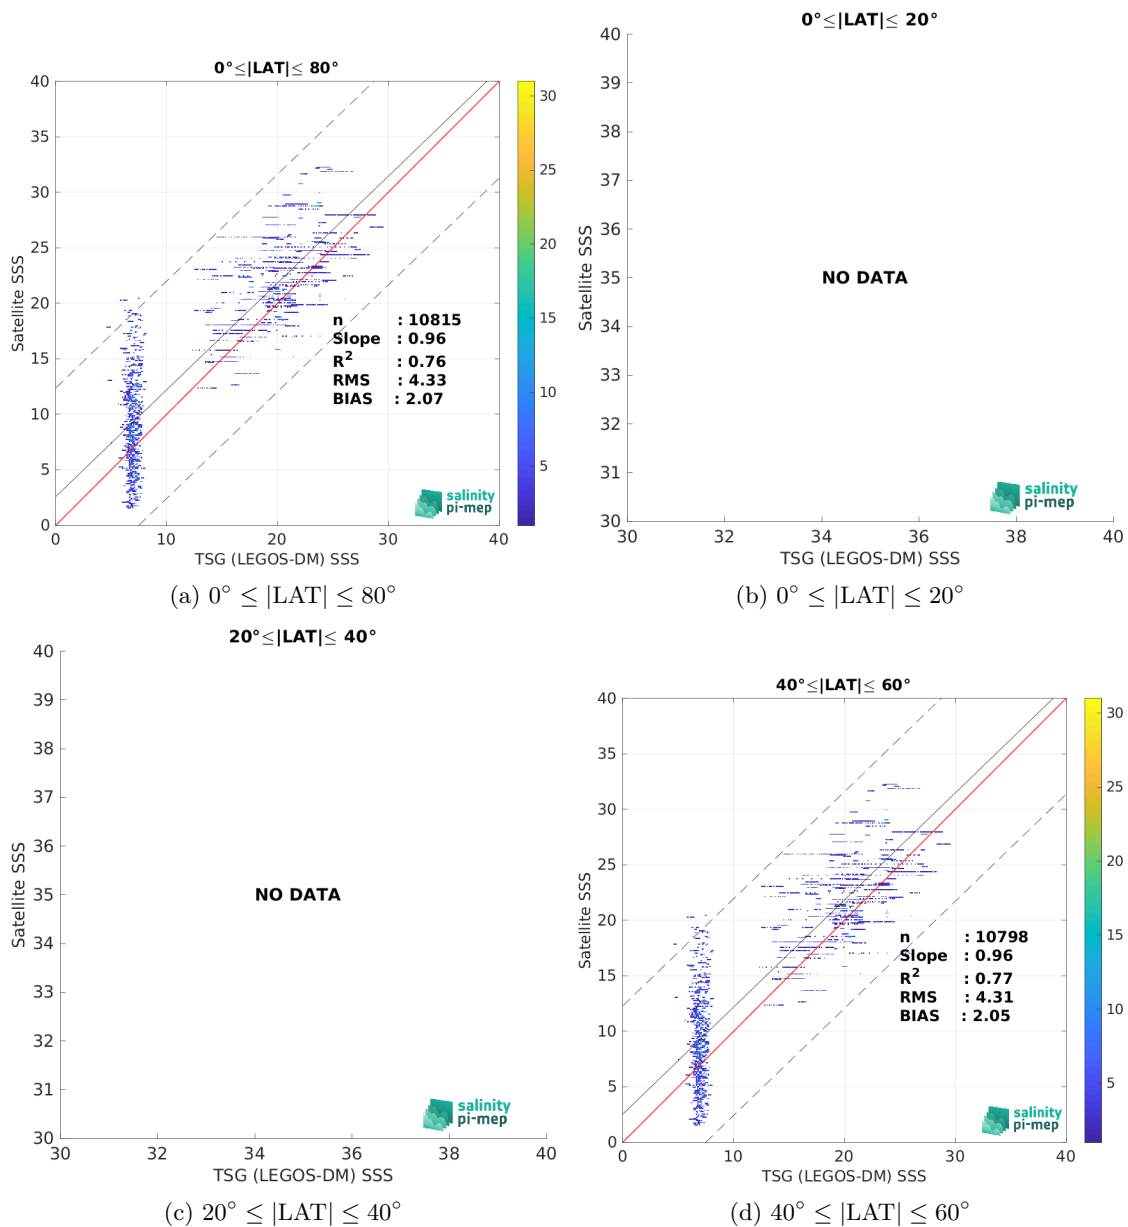 0°≤|LAT|≤ 80°
40
35
30
25
20
15
10
5
0
Satellite SSS
n : 10815
Slope : 0.96
R² : 0.76
RMS : 4.33
BIAS : 2.07
salinity
pi-mep
0 10 20 30 40
TSG (LEGOS-DM) SSS
30
25
20
15
10
5
(a) 0° ≤ |LAT| ≤ 80°
0°≤|LAT|≤ 20°
40
39
38
37
36
35
34
33
32
31
30
Satellite SSS
NO DATA
salinity
pi-mep
30 32 34 36 38 40
TSG (LEGOS-DM) SSS
(b) 0° ≤ |LAT| ≤ 20°
20°≤|LAT|≤ 40°
40
39
38
37
36
35
34
33
32
31
30
Satellite SSS
NO DATA
salinity
pi-mep
30 32 34 36 38 40
TSG (LEGOS-DM) SSS
(c) 20° ≤ |LAT| ≤ 40°
40°≤|LAT|≤ 60°
40
35
30
25
20
15
10
5
0
Satellite SSS
n : 10798
Slope : 0.96
R² : 0.77
RMS : 4.31
BIAS : 2.05
salinity
pi-mep
0 10 20 30 40
TSG (LEGOS-DM) SSS
30
25
20
15
10
5
(d) 40° ≤ |LAT| ≤ 60°